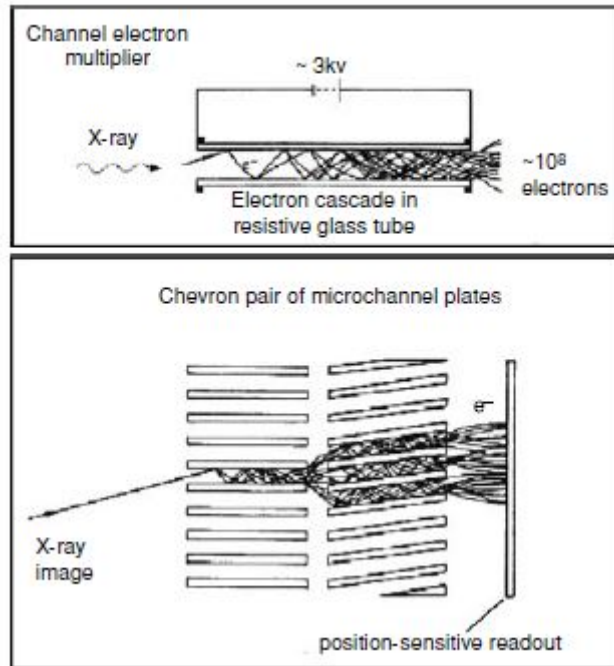 Channel electron
multiplier
~ 3kv
X-ray
e⁻
~10⁸
electrons
Electron cascade in
resistive glass tube
Chevron pair of microchannel plates
e⁻
X-ray
image
position-sensitive readout